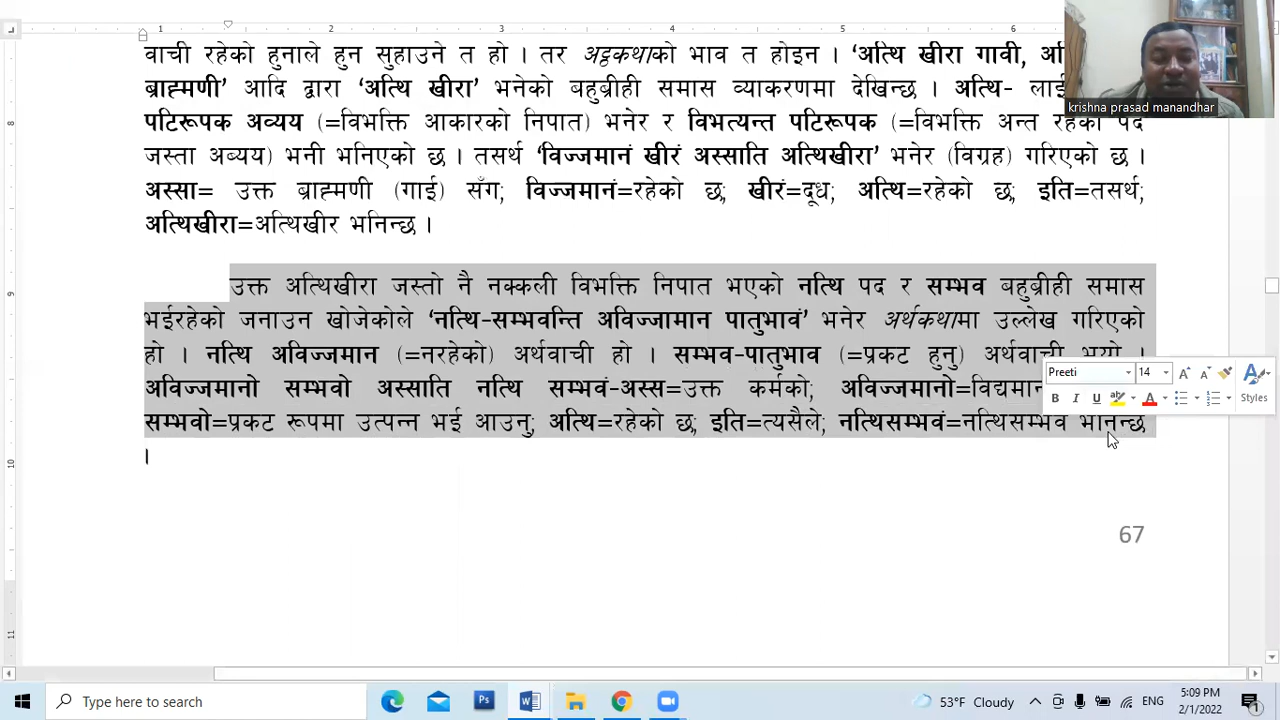 वाची रहेको हुनाले हुन सुहाउने त हो । तर अट्ठकथाको भाव त होइन । 'अत्थि खीरा गावी,
ब्राह्मणी' आदि द्वारा 'अत्थि खीरा' भनेको बहुब्रीही समास व्याकरणमा देखिन्छ । अत्थि-
krishna prasad manandhar
पटिरूपक अव्यय (=विभक्ति आकारको निपात) भनेर र विभत्यन्त पटिरूपक (=विभक्ति अन्त रहेको पद
जस्ता अब्यय) भनी भनिएको छ । तसर्थ 'विज्जमानं खीरं अस्साति अत्थिखीरा' भनेर (विग्रह) गरिएको छ ।
अस्सा= उक्त ब्राह्मणी (गाई) सँग; विज्जमानं=रहेको छ; खीरं=दूध; अत्थि=रहेको छ; इति=तसर्थ;
अत्थिखीरा=अत्थिखीर भनिन्छ ।
उक्त अत्थिखीरा जस्तो नै नक्कली विभक्ति निपात भएको नत्थि पद र सम्भव बहुब्रीही समास
भईरहेको जनाउन खोजेकोले 'नत्थि-सम्भवन्ति अविज्जामान पातुभावं' भनेर अर्थकथामा उल्लेख गरिएको
हो । नत्थि अविज्जमान (=नरहेको) अर्थवाची हो । सम्भव-पातुभाव (=प्रकट हुनु) अर्थवाची भयो ।
अविज्जमानो सम्भवो अस्साति नत्थि सम्भवं-अस्स=उक्त कर्मको; अविज्जमानो=विद्यमान
सम्भवो=प्रकट रूपमा उत्पन्न भई आउनु; अत्थि=रहेको छ; इति=त्यसैले; नत्थिसम्भवं=नत्थिसम्भव भनिन्छ
।
67
Preeti 14
Styles
Type here to search
53°F Cloudy
ENG
5:09 PM
2/1/2022